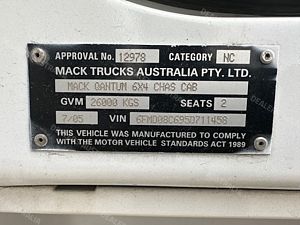 APPROVAL No. 12978 CATEGORY NC
MACK TRUCKS AUSTRALIA PTY. LTD.
MACK QANTUM 6X4 CHAS CAB
GVM 26000 KGS SEATS 2
7/05 VIN 6FMD08C695D711458
THIS VEHICLE WAS MANUFACTURED TO COMPLY
WITH THE MOTOR VEHICLE STANDARDS ACT 1989